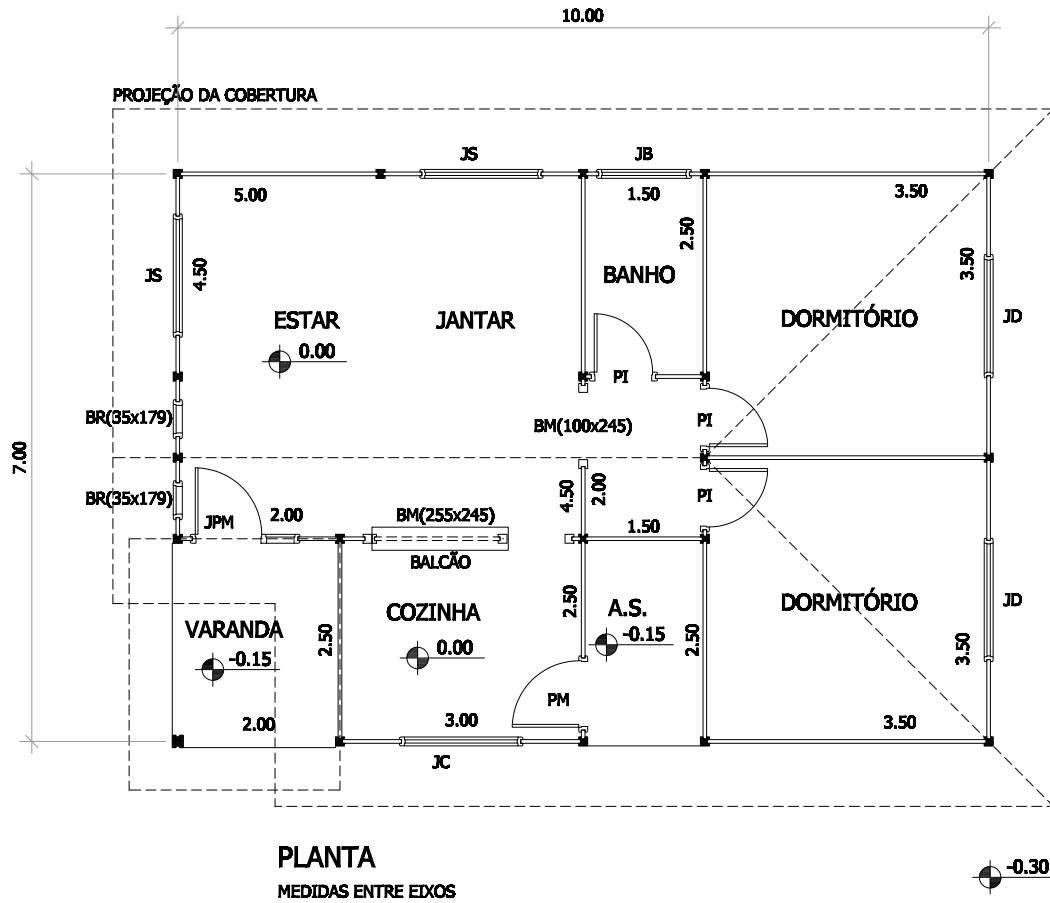 10.00
PROJEÇÃO DA COBERTURA
JS
JB
5.00
1.50
3.50
2.50
JS
4.50
BANHO
3.50
ESTAR
JANTAR
DORMITÓRIO
JD
0.00
PI
BR(35x179)
BM(100x245)
PI
7.00
BR(35x179)
JPM
2.00
BM(255x245)
4.50
2.00
PI
1.50
BALCÃO
COZINHA
2.50
A.S.
DORMITÓRIO
JD
VARANDA
-0.15
2.50
0.00
-0.15
2.50
3.50
PM
2.00
3.00
3.50
JC
PLANTA
MEDIDAS ENTRE EIXOS
-0.30